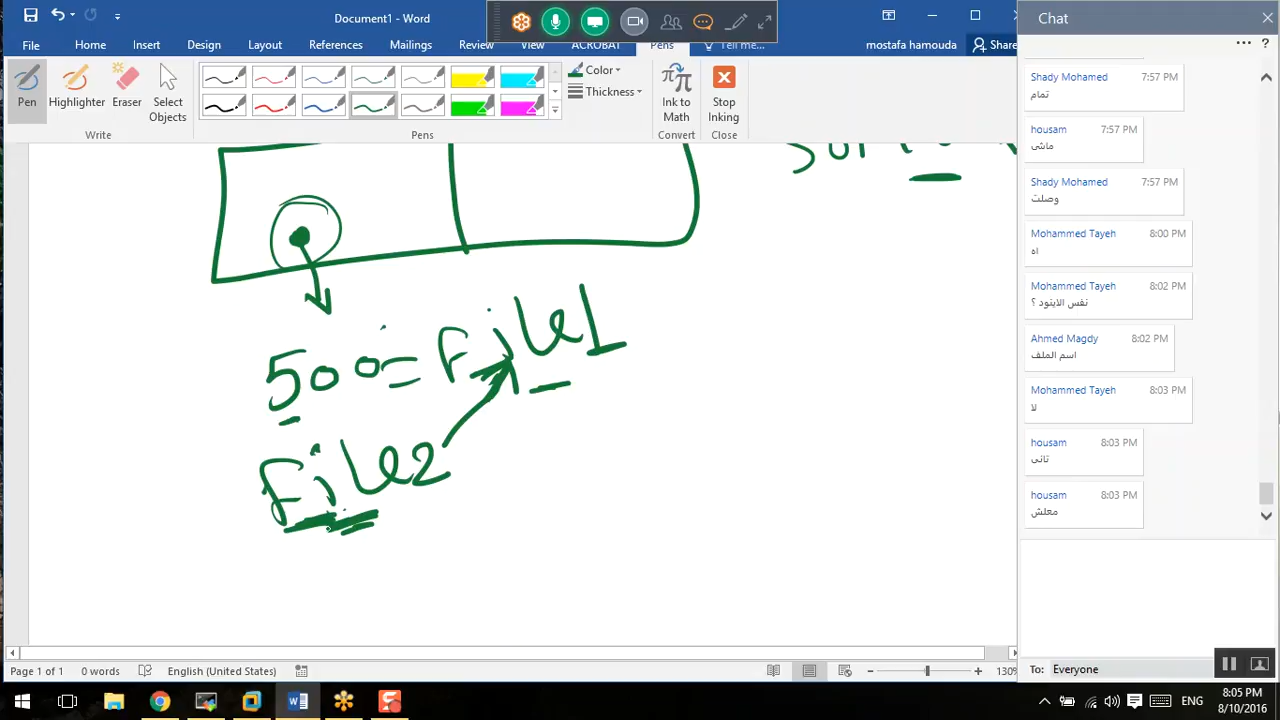 Document1 - Word
Chat
mostafa hamouda
Share
File Home Insert Design Layout References Mailings Review View ACROBAT Pens Tell me...
Pen
Highlighter
Eraser
Select Objects
Color
Thickness
Ink to Math
Stop Inking
Write
Pens
Convert
Close
500 = File1
File2
Shady Mohamed 7:57 PM
تمام
housam 7:57 PM
ماشى
Shady Mohamed 7:57 PM
وصلت
Mohammed Tayeh 8:00 PM
اه
Mohammed Tayeh 8:02 PM
نفس الاينود ؟
Ahmed Magdy 8:02 PM
اسم الملف
Mohammed Tayeh 8:03 PM
لا
housam 8:03 PM
تانى
housam 8:03 PM
معلش
To: Everyone
Page 1 of 1 0 words English (United States) 130%
ENG
8:05 PM
8/10/2016